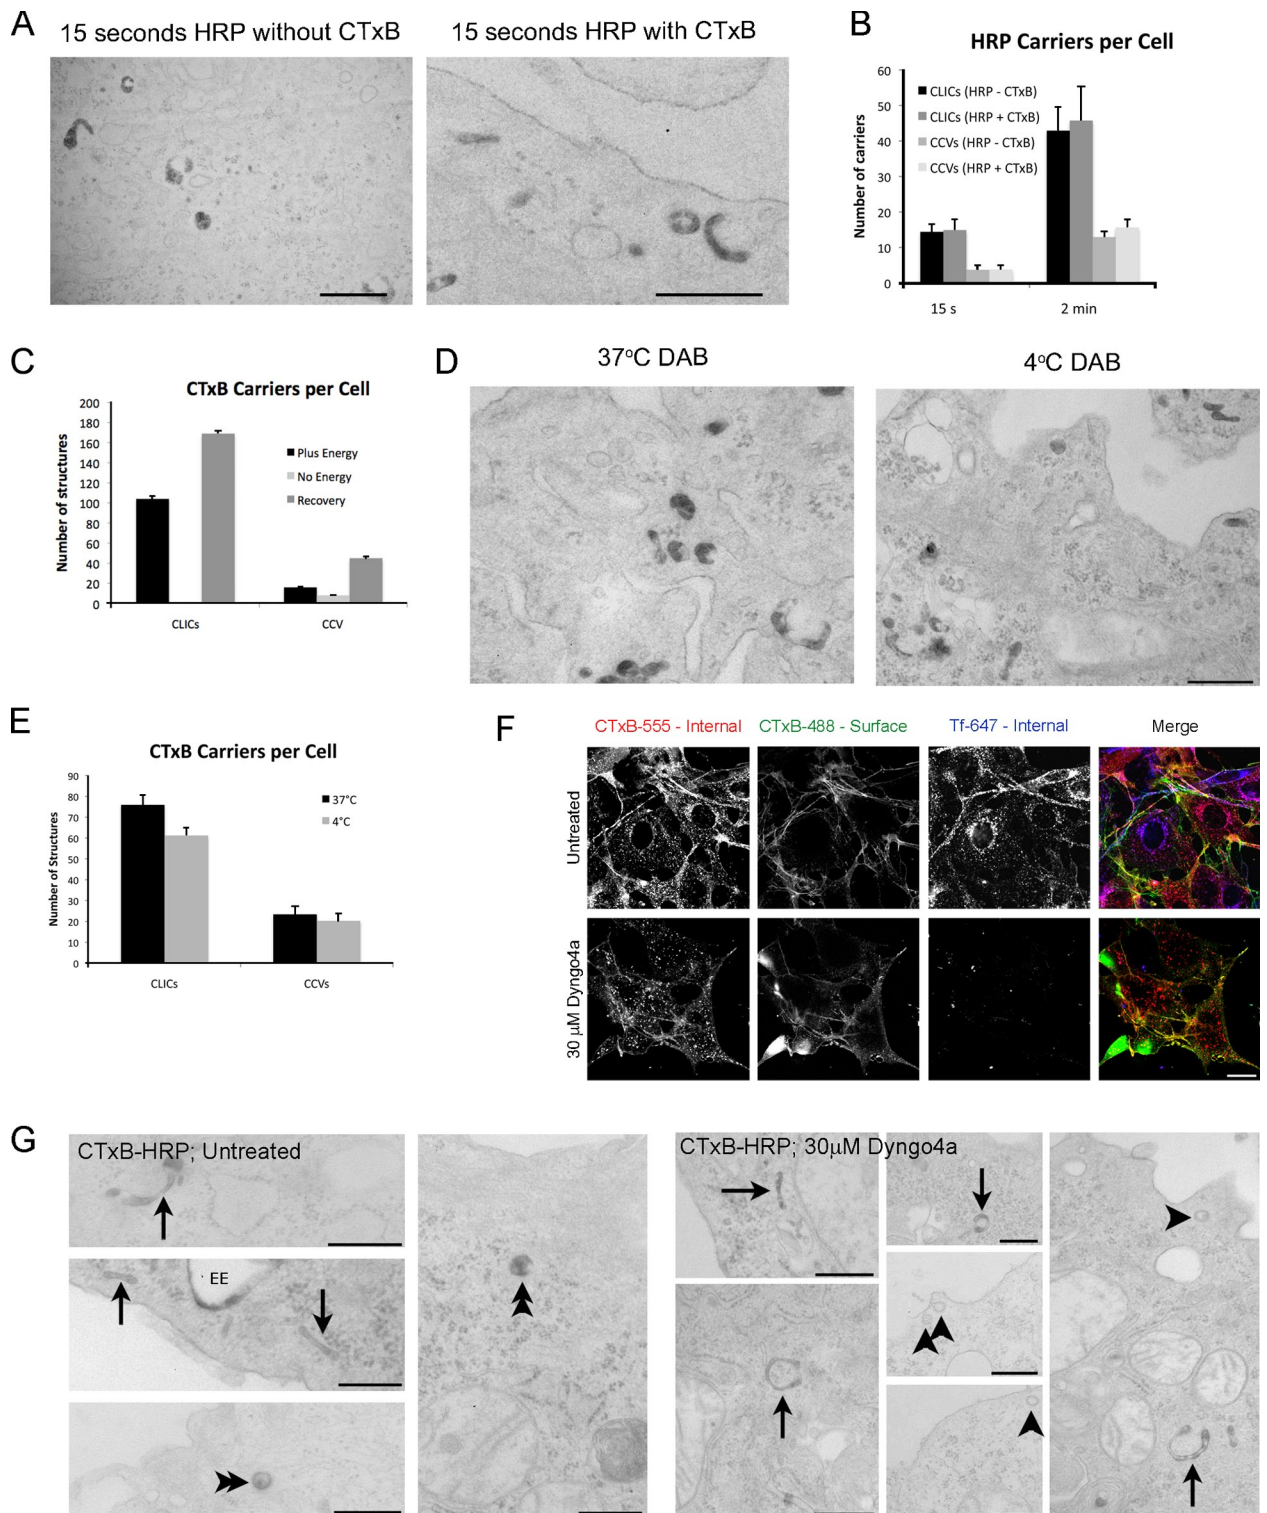 A
15 seconds HRP without CTxB
15 seconds HRP with CTxB
B
HRP Carriers per Cell
Number of carriers
60
50
40
30
20
10
0
CLICs (HRP - CTxB)
CLICs (HRP + CTxB)
CCVs (HRP - CTxB)
CCVs (HRP + CTxB)
15 s
2 min
C
CTxB Carriers per Cell
Number of structures
200
180
160
140
120
100
80
60
40
20
0
Plus Energy
No Energy
Recovery
CLICs
CCV
D
37°C DAB
4°C DAB
E
CTxB Carriers per Cell
Number of Structures
90
80
70
60
50
40
30
20
10
0
37°C
4°C
CLICs
CCVs
F
CTxB-555 - Internal
CTxB-488 - Surface
Tf-647 - Internal
Merge
Untreated
30 µM Dyngo4a
G
CTxB-HRP; Untreated
EE
CTxB-HRP; 30µM Dyngo4a